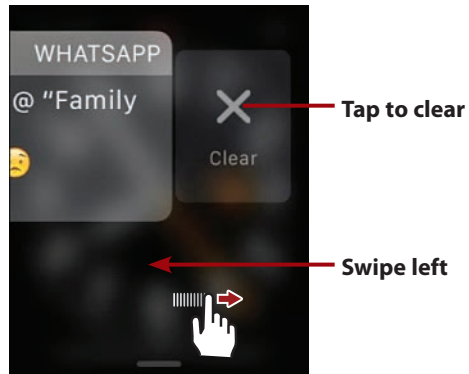 WHATSAPP
@ "Family
😟
Tap to clear
Clear
Swipe left